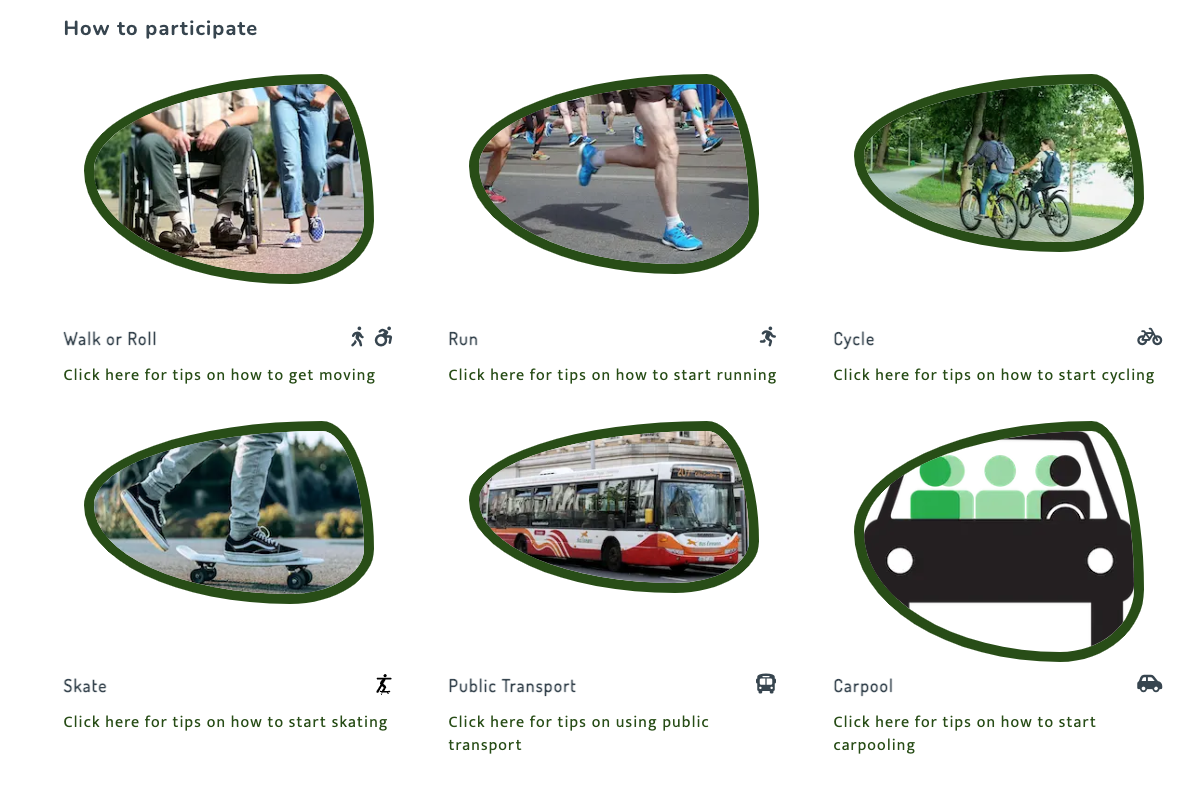 How to participate
Walk or Roll
Run
Cycle
Click here for tips on how to get moving
Click here for tips on how to start running
Click here for tips on how to start cycling
Skate
Public Transport
Carpool
Click here for tips on how to start skating
Click here for tips on using public
transport
Click here for tips on how to start
carpooling